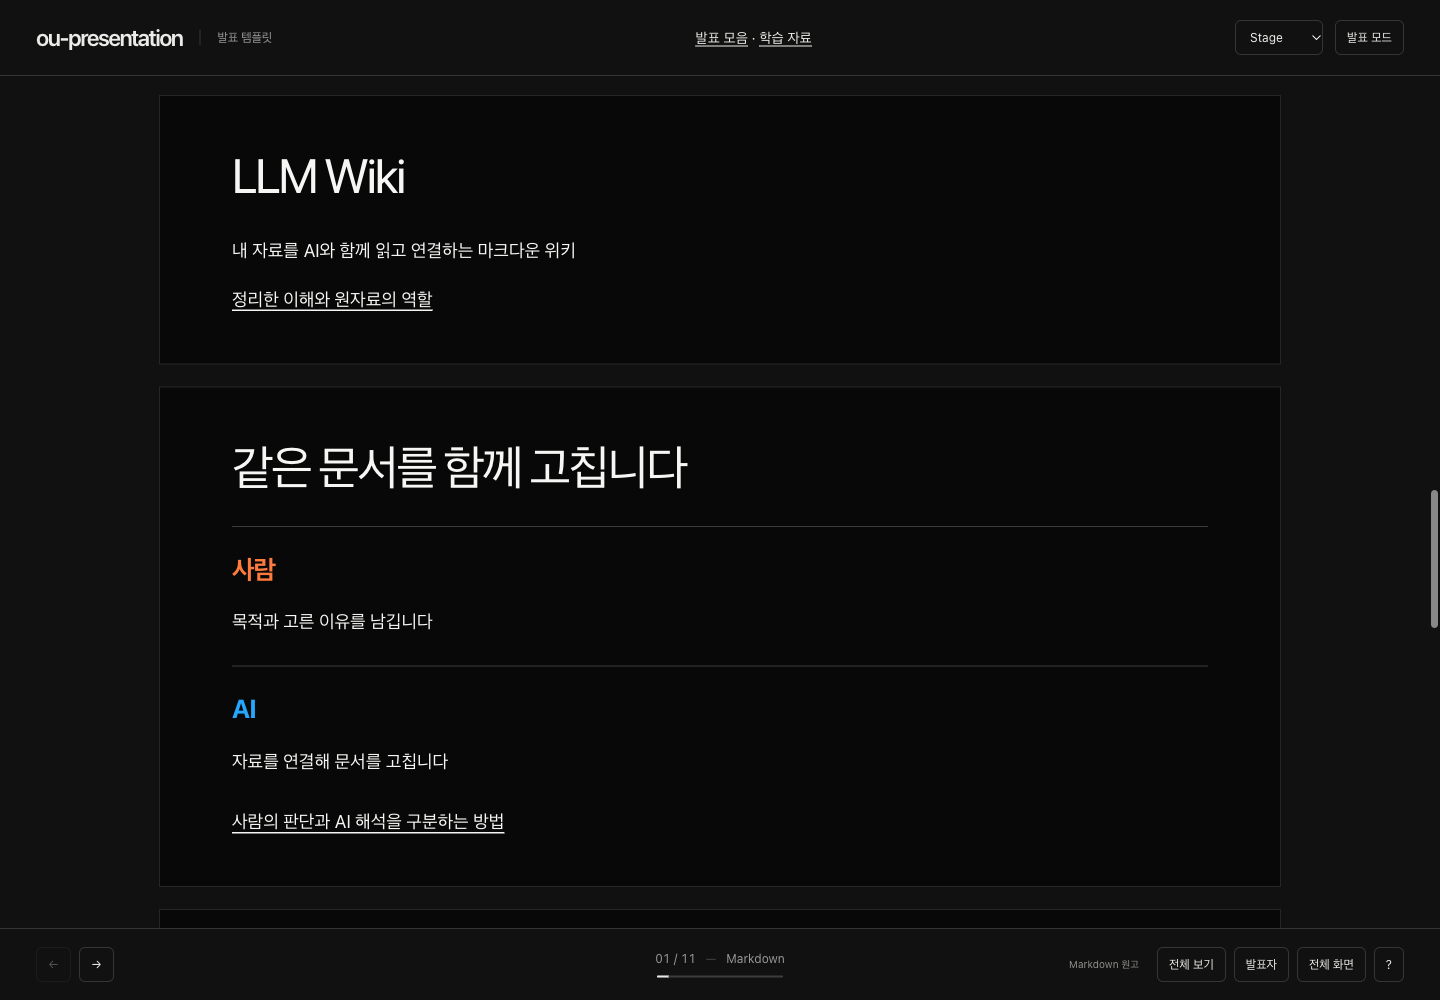 ou-presentation
발표 템플릿
발표 모음 · 학습 자료
Stage
발표 모드
LLM Wiki
내 자료를 AI와 함께 읽고 연결하는 마크다운 위키
정리한 이해와 원자료의 역할
같은 문서를 함께 고칩니다
사람
목적과 고른 이유를 남깁니다
AI
자료를 연결해 문서를 고칩니다
사람의 판단과 AI 해석을 구분하는 방법
←
→
01 / 11 — Markdown
Markdown 원고
전체 보기
발표자
전체 화면
?